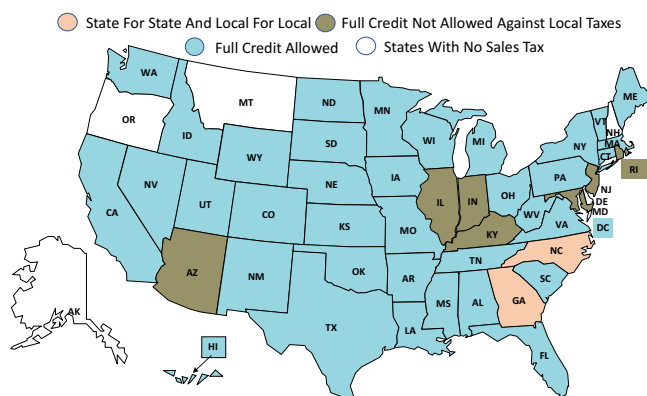 State For State And Local For Local
Full Credit Not Allowed Against Local Taxes
Full Credit Allowed
States With No Sales Tax
WA
MT
ND
MN
ME
OR
ID
SD
WI
MI
VT
NH
NY
MA
CT
RI
WY
IA
PA
NJ
NV
NE
IL
IN
OH
DE
MD
CA
UT
CO
KS
MO
KY
WV
VA
DC
AZ
NM
OK
AR
TN
NC
SC
AK
TX
MS
AL
GA
LA
HI
FL